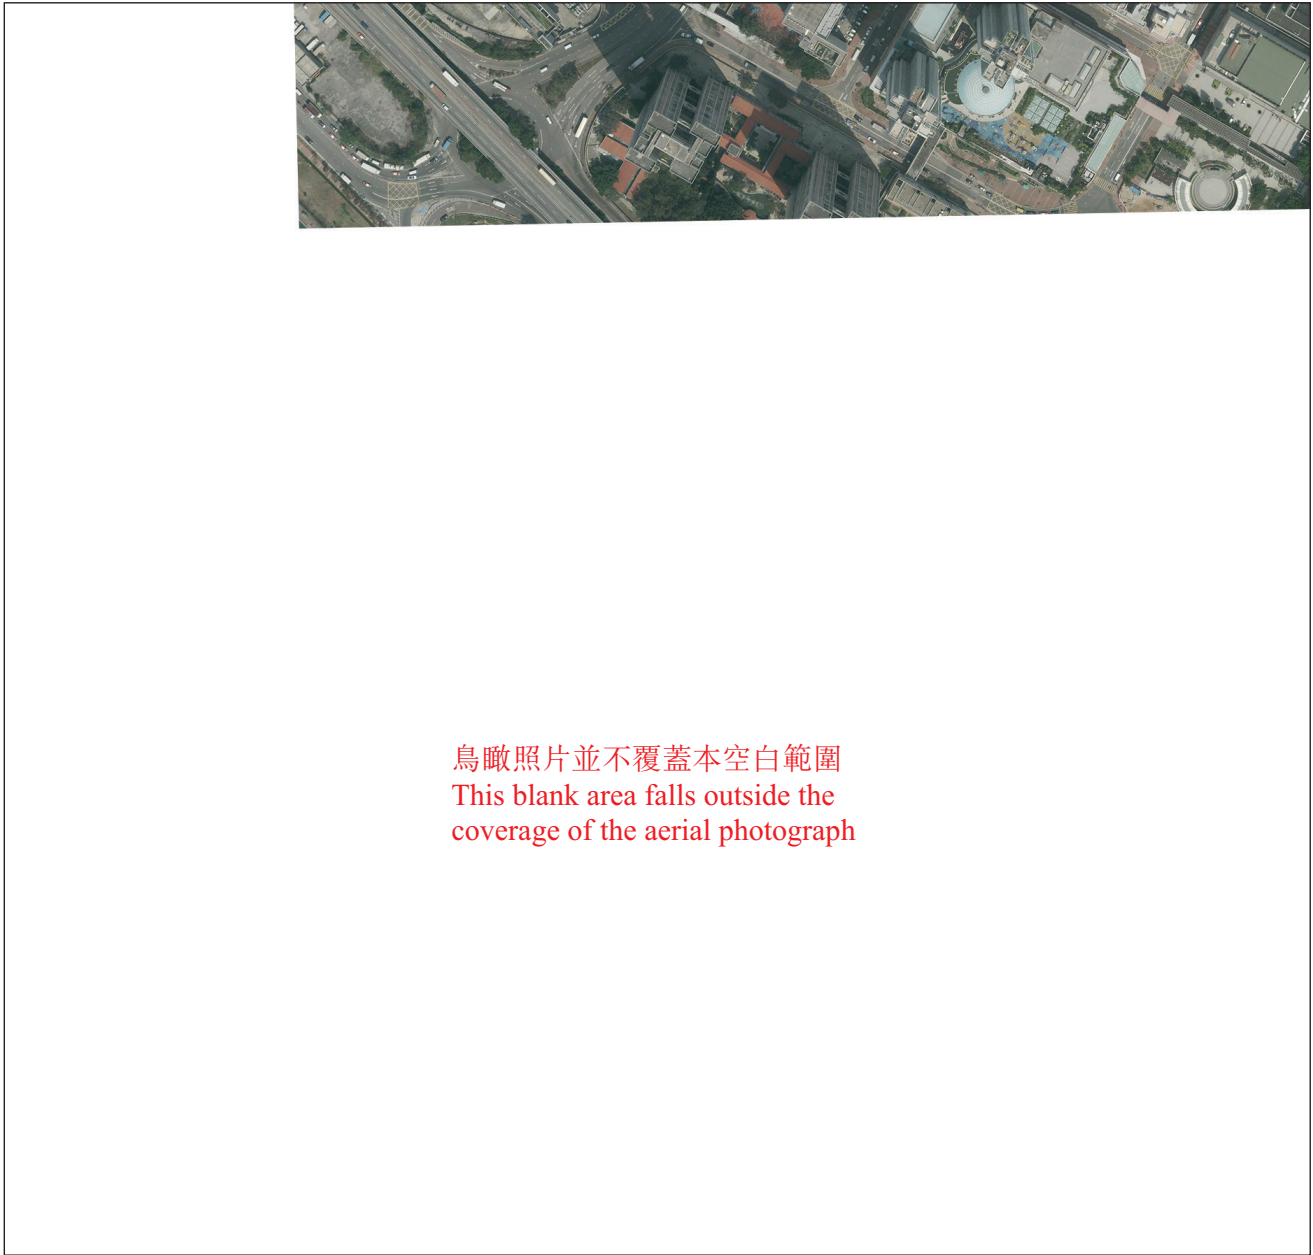 鳥瞰照片並不覆蓋本空白範圍
This blank area falls outside the
coverage of the aerial photograph